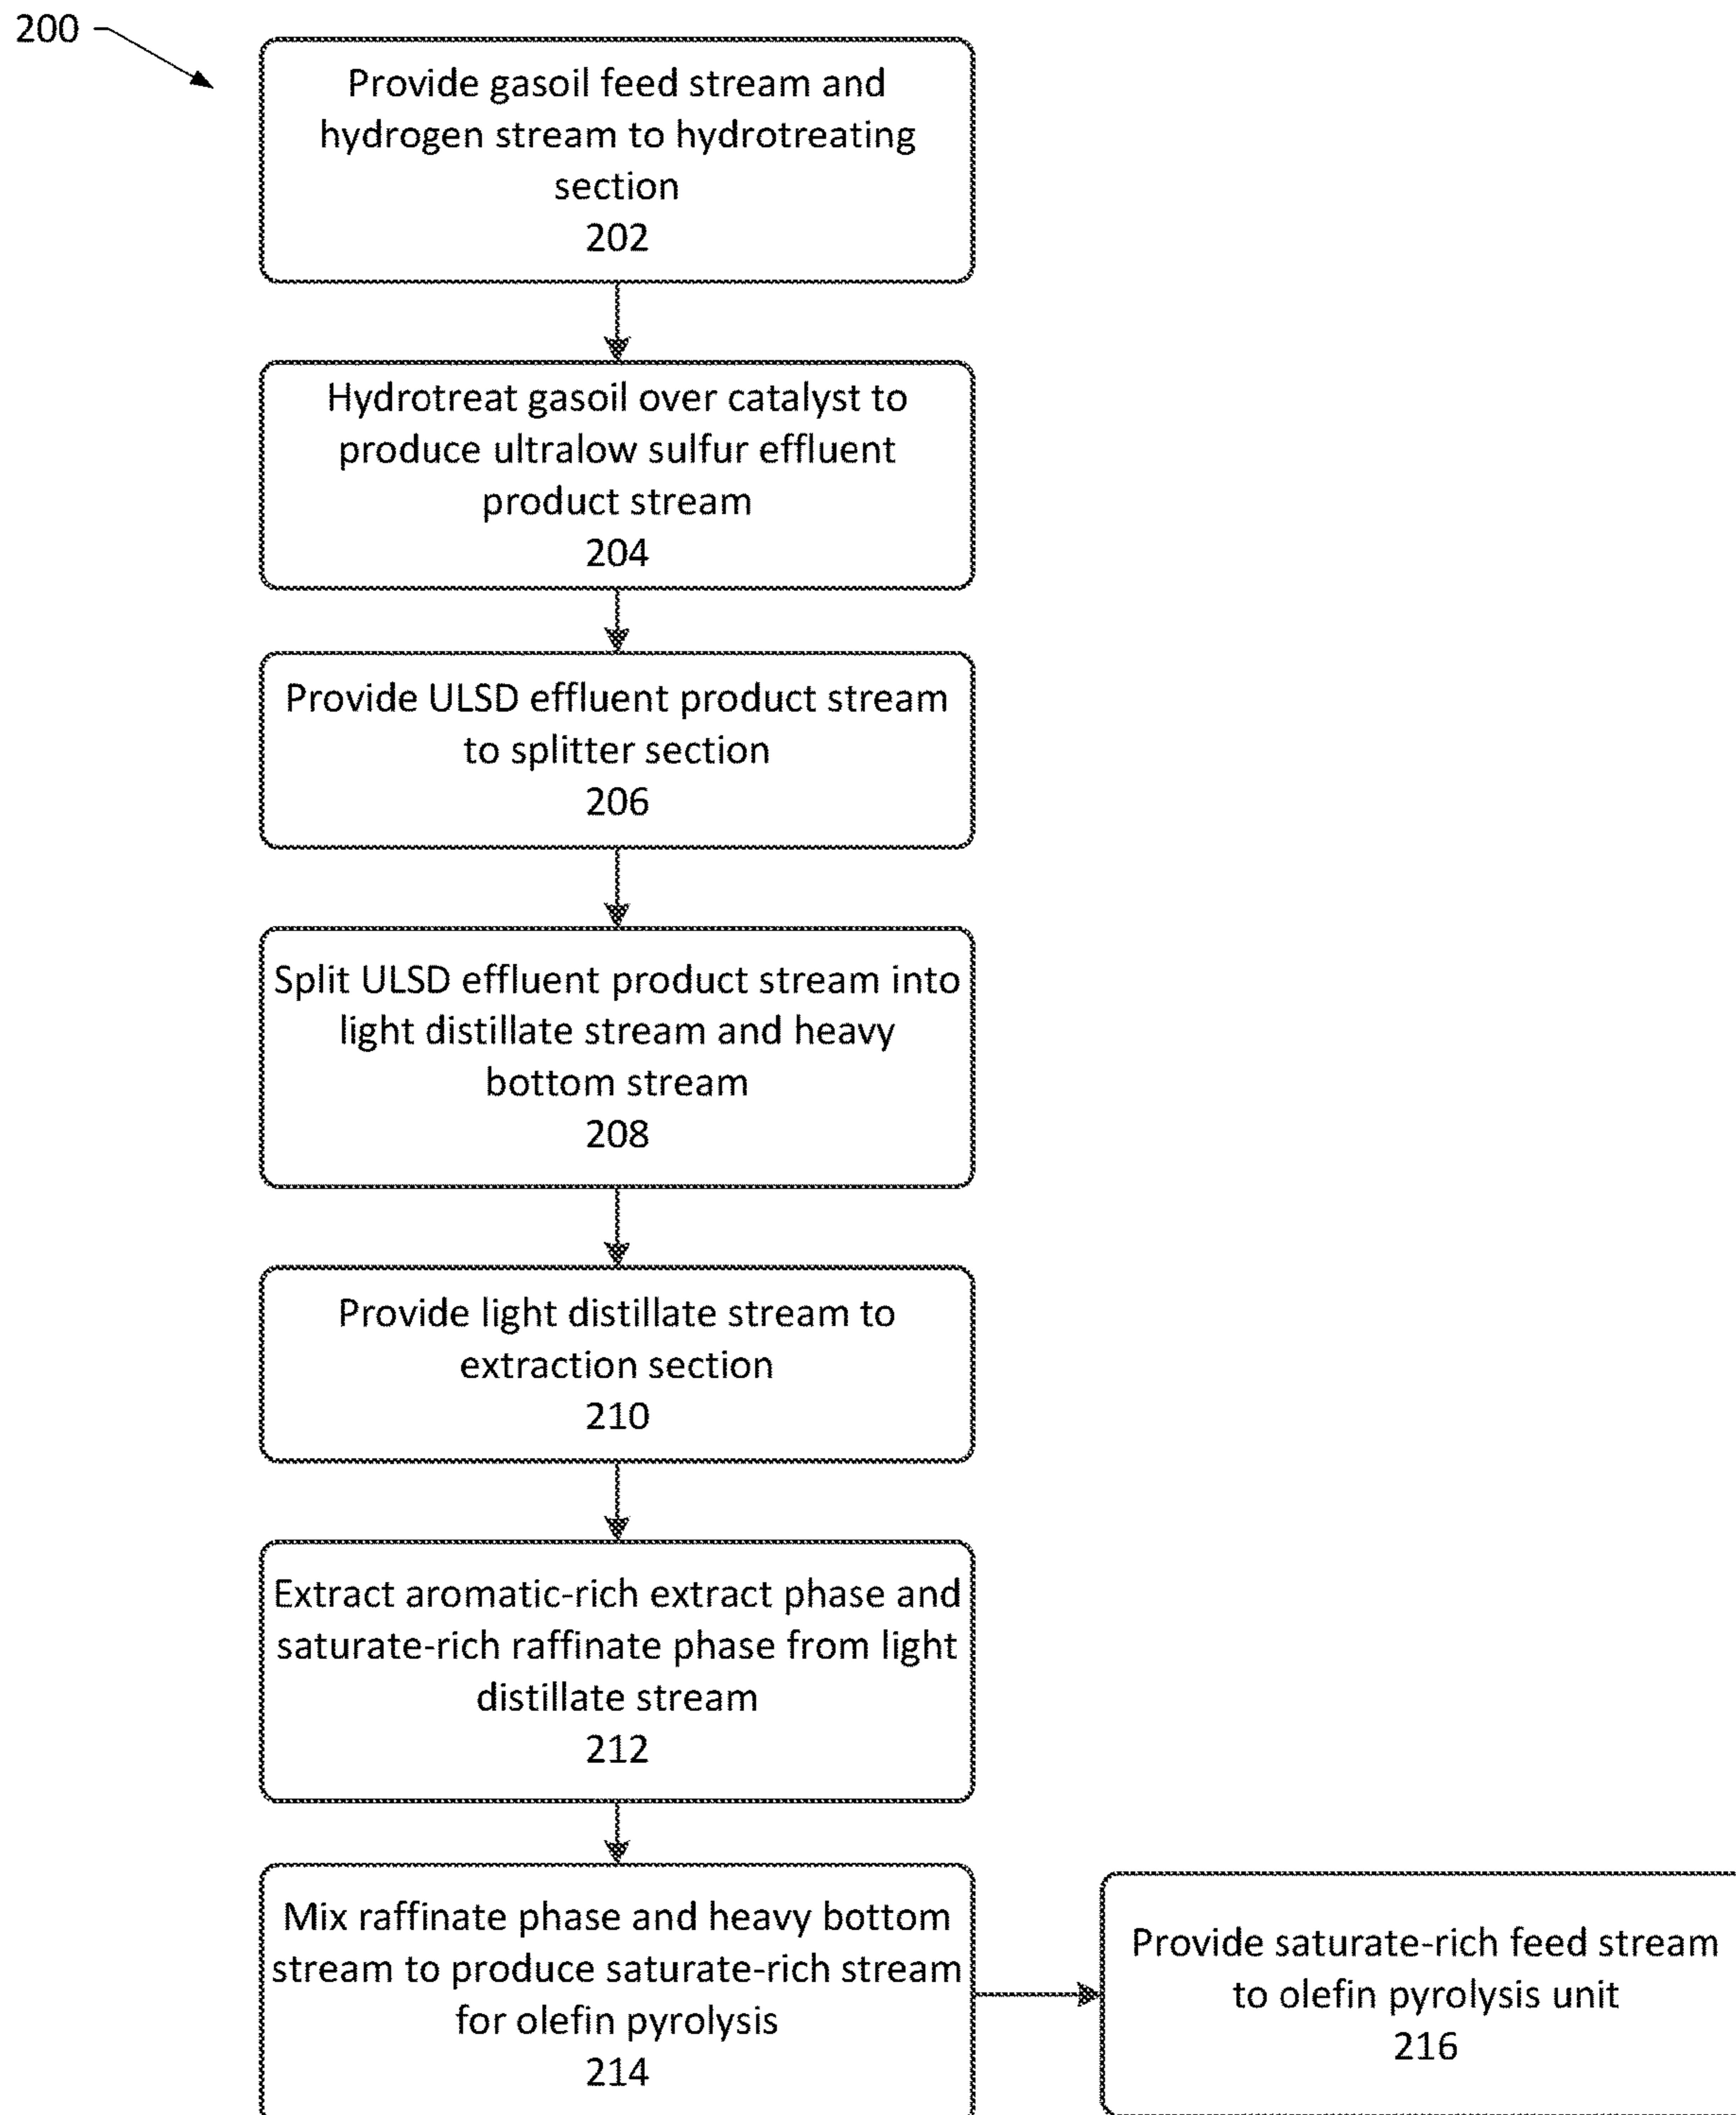 200
Provide gasoil feed stream and
hydrogen stream to hydrotreating
section
202
Hydrotreat gasoil over catalyst to
produce ultralow sulfur effluent
product stream
204
Provide ULSD effluent product stream
to splitter section
206
Split ULSD effluent product stream into
light distillate stream and heavy
bottom stream
208
Provide light distillate stream to
extraction section
210
Extract aromatic-rich extract phase and
saturate-rich raffinate phase from light
distillate stream
212
Mix raffinate phase and heavy bottom
stream to produce saturate-rich stream
for olefin pyrolysis
214
Provide saturate-rich feed stream
to olefin pyrolysis unit
216